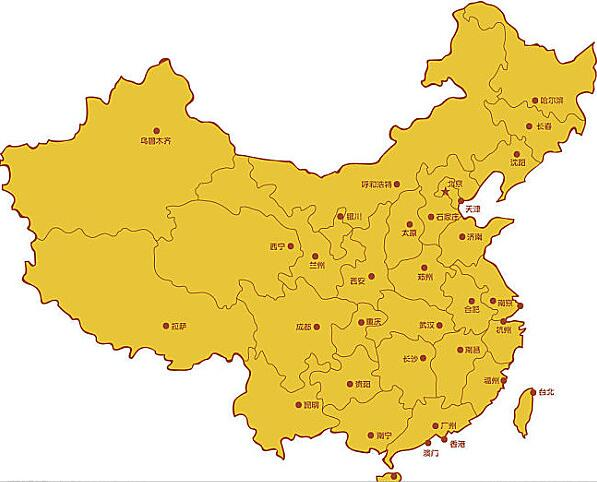 哈尔滨
长春
乌鲁木齐
沈阳
呼和浩特
北京
天津
银川
石家庄
太原
济南
西宁
兰州
西安
郑州
合肥
南京
杭州
拉萨
成都
重庆
武汉
长沙
南昌
贵阳
福州
台北
昆明
南宁
广州
香港
澳门